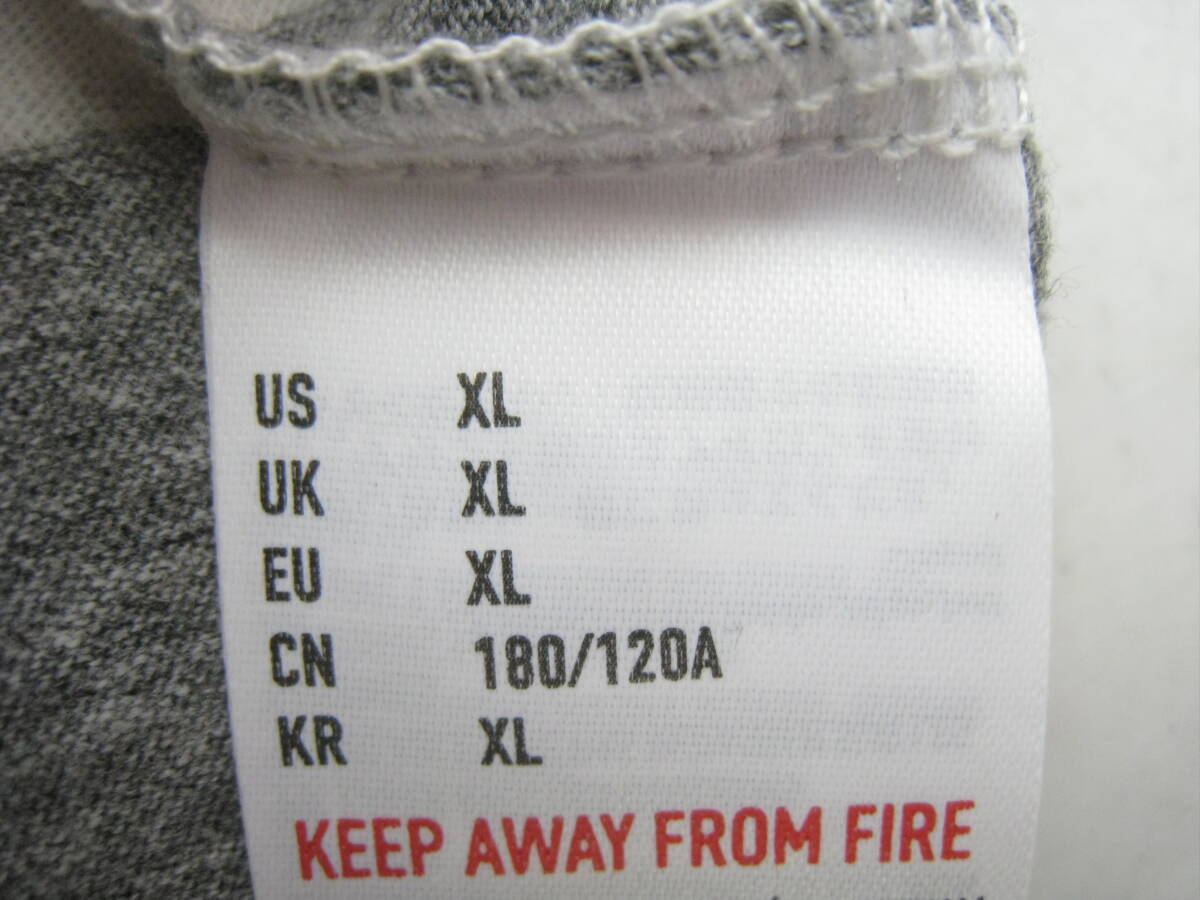 US XL
UK XL
EU XL
CN 180/120A
KR XL
KEEP AWAY FROM FIRE